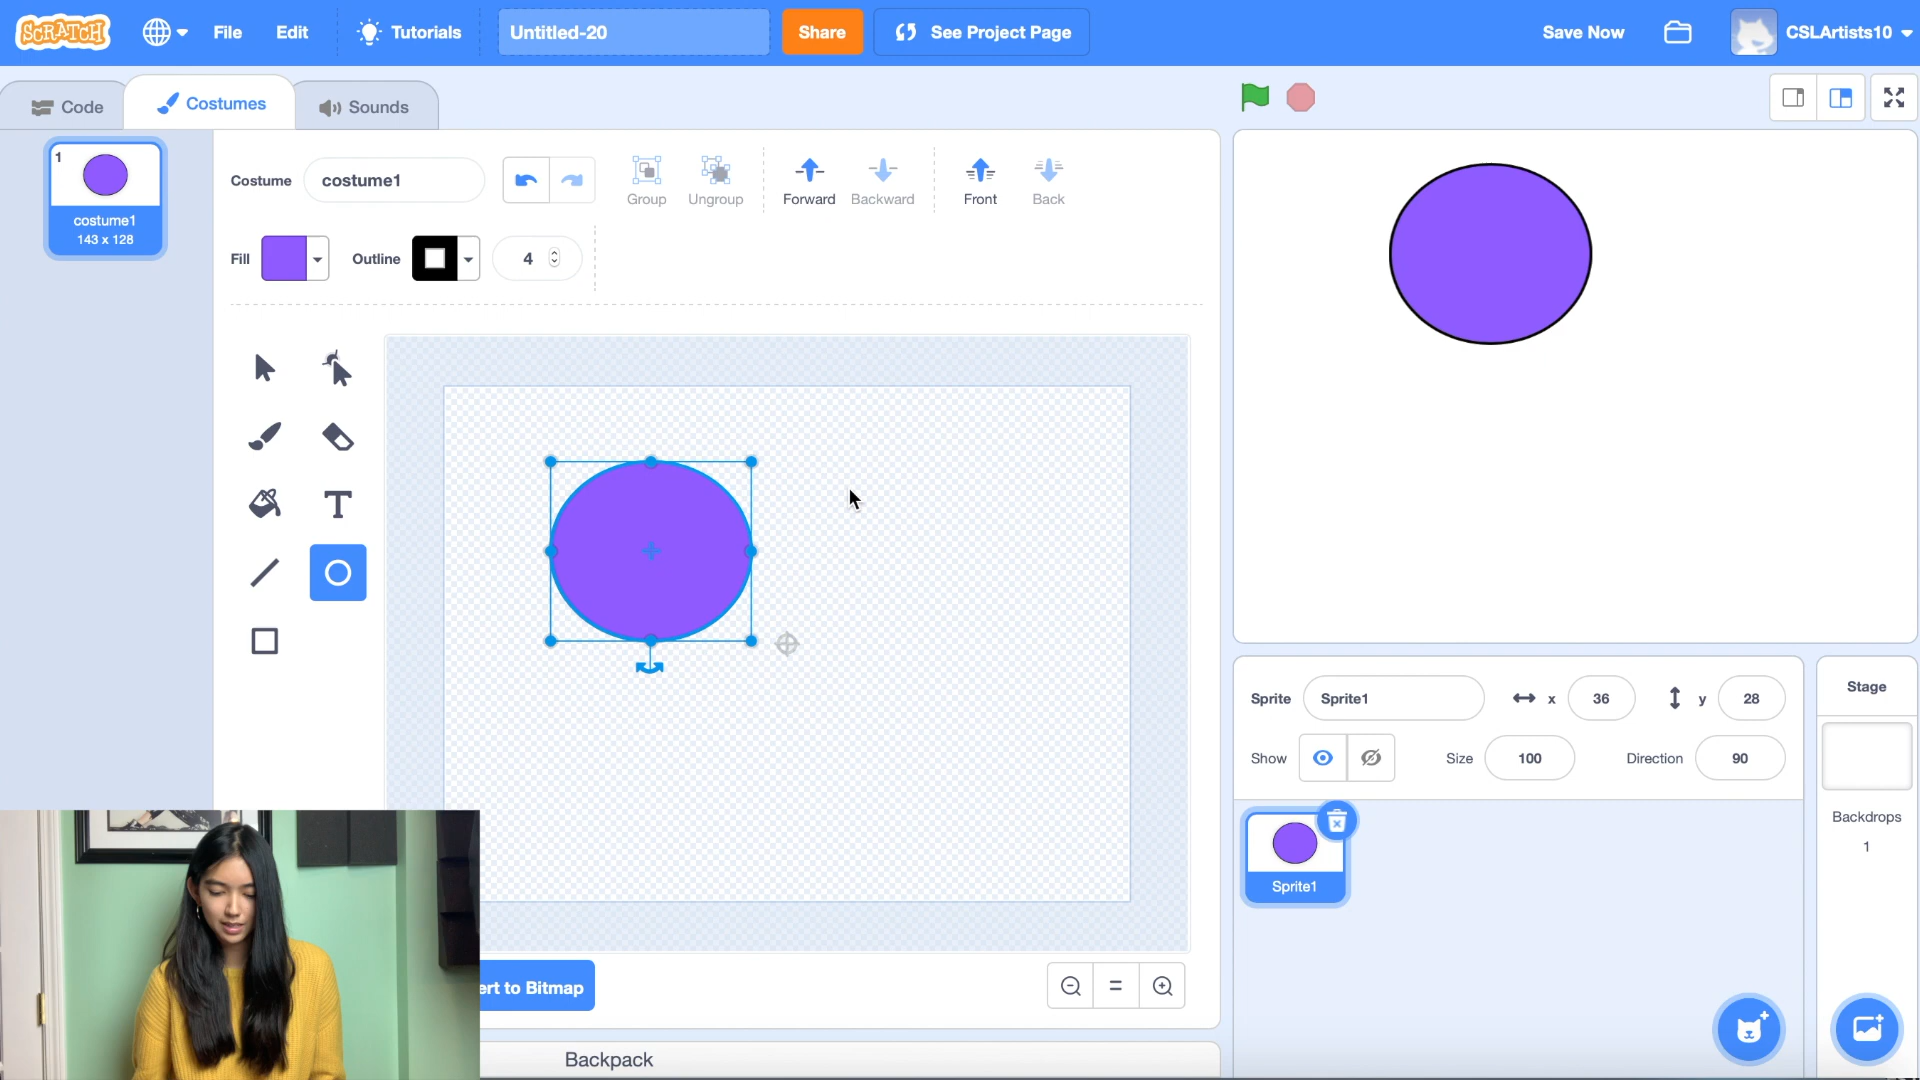 SCRATCH
File
Edit
Tutorials
Untitled-20
Share
See Project Page
Save Now
CSLArtists10
Code
Costumes
Sounds
1
costume1
143 x 128
Costume
costume1
Group
Ungroup
Forward
Backward
Front
Back
Fill
Outline
4
T
ert to Bitmap
Backpack
Sprite
Sprite1
x
36
y
28
Show
Size
100
Direction
90
Sprite1
Stage
Backdrops
1